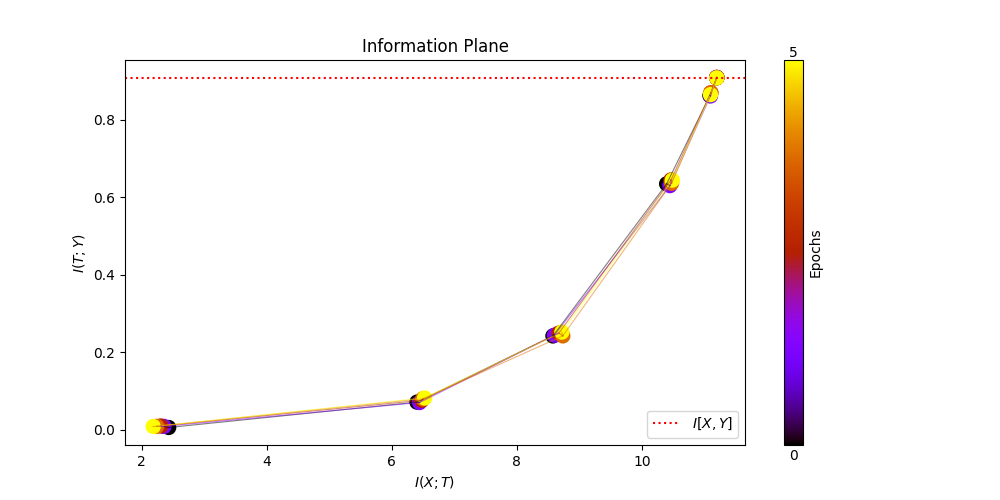 Information Plane
5
0.8
0.6
0.4
0.2
0.0
I(T; Y)
Epochs
I[X, Y]
2
4
6
8
10
0
I(X; T)